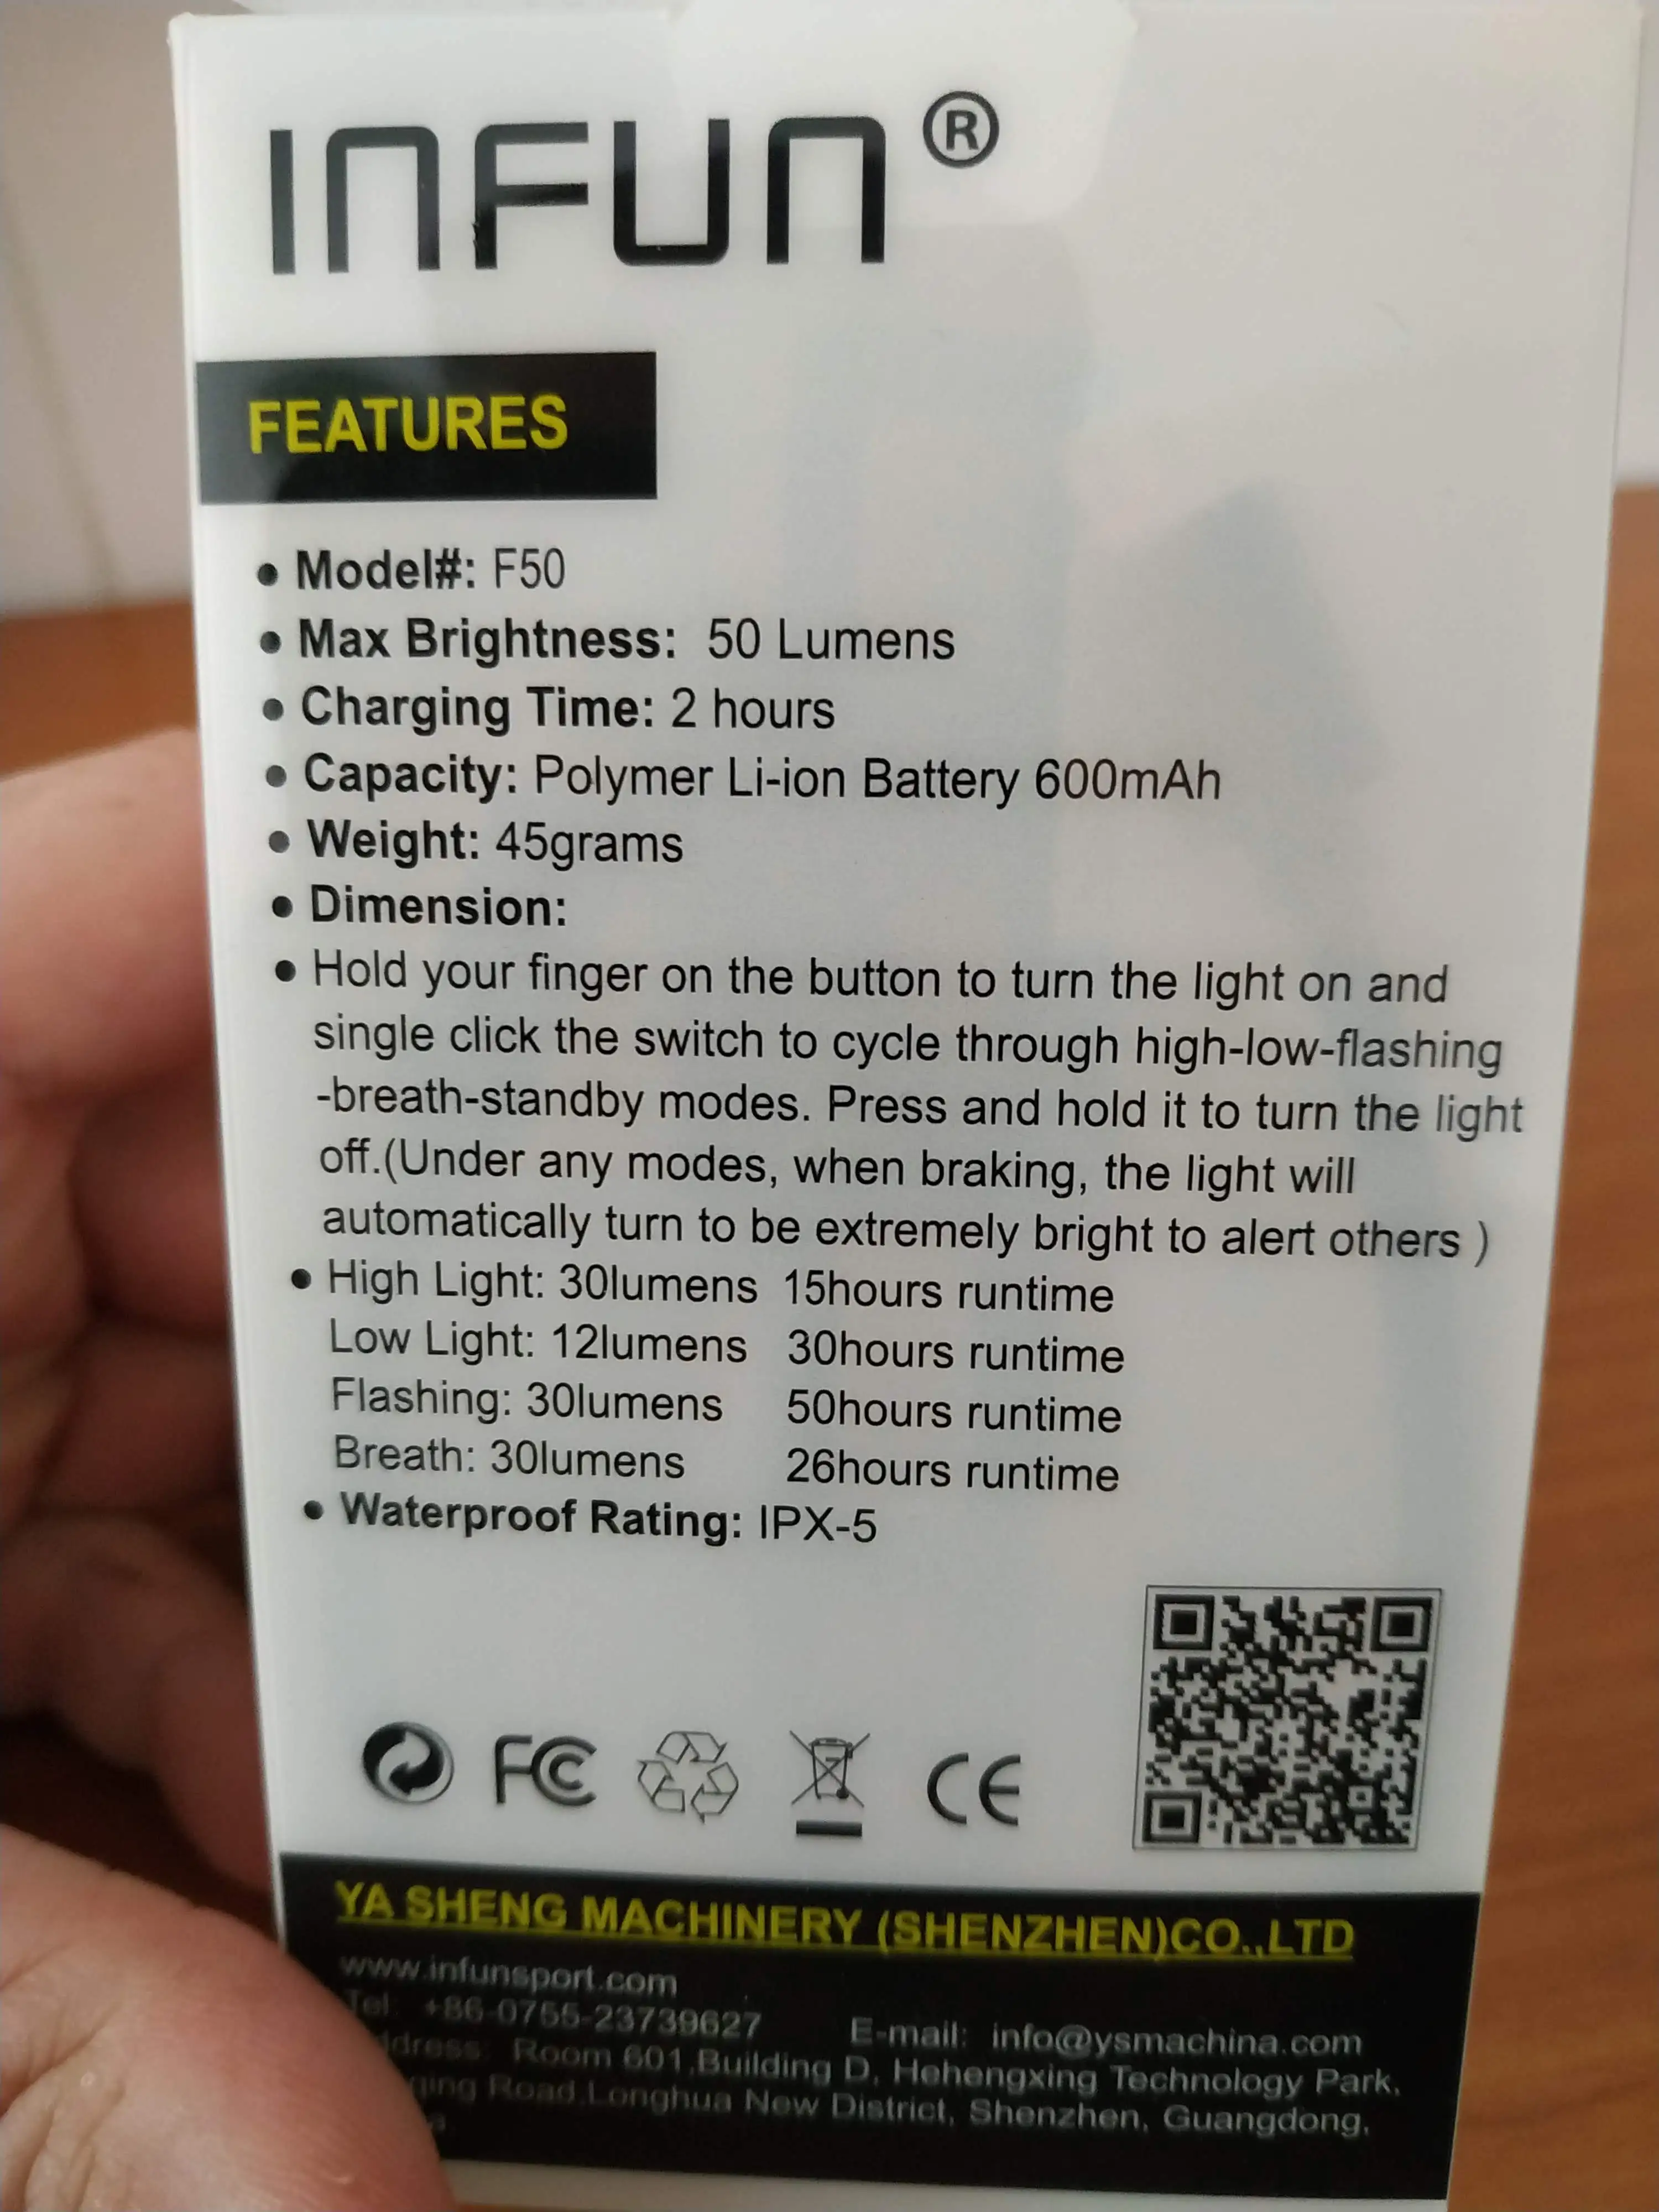 INFUN®
FEATURES
• Model#: F50
• Max Brightness: 50 Lumens
• Charging Time: 2 hours
• Capacity: Polymer Li-ion Battery 600mAh
• Weight: 45grams
• Dimension:
• Hold your finger on the button to turn the light on and
single click the switch to cycle through high-low-flashing
-breath-standby modes. Press and hold it to turn the light
off.(Under any modes, when braking, the light will
automatically turn to be extremely bright to alert others )
• High Light: 30lumens 15hours runtime
Low Light: 12lumens 30hours runtime
Flashing: 30lumens 50hours runtime
Breath: 30lumens 26hours runtime
• Waterproof Rating: IPX-5
FC CE
YA SHENG MACHINERY (SHENZHEN)CO.,LTD
www.infunsport.com
Tel: +86-0755-23739627 E-mail: info@ysmachina.com
Room 601,Building D, Hehengxing Technology Park,
Road,Longhua New District, Shenzhen, Guangdong,